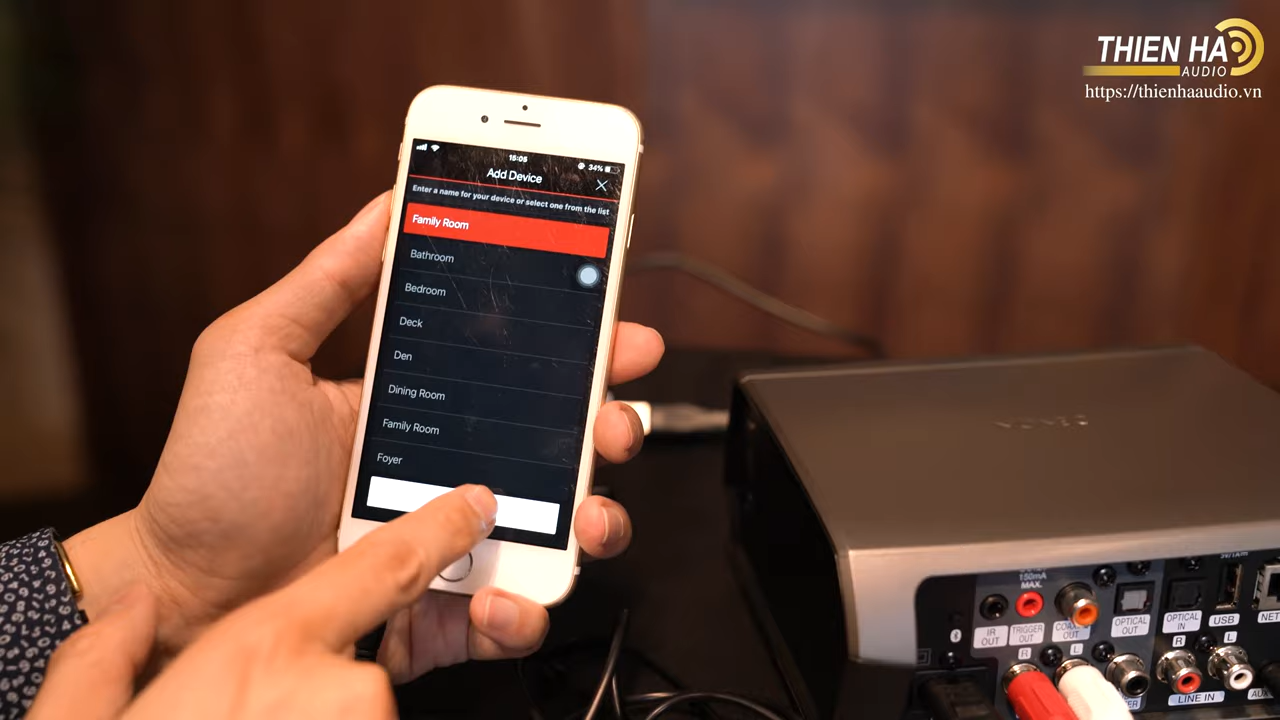 THIEN HA
AUDIO
https://thienhaaudio.vn
15:05
34%
Add Device
Enter a name for your device or select one from the list
Family Room
Bathroom
Bedroom
Deck
Den
Dining Room
Family Room
Foyer
150mA
MAX.
IR
OUT
TRIGGER
OUT
OUT
OPTICAL
OUT
OPTICAL
IN
USB
NET
R
L
R
L
LINE IN
AUX